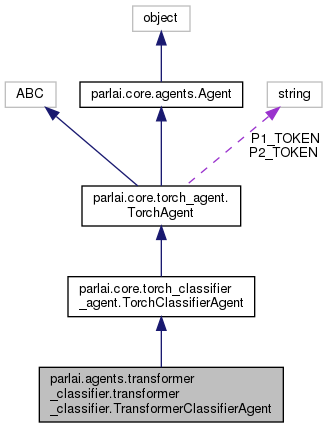 object
ABC
parlai.core.agents.Agent
string
P1_TOKEN
P2_TOKEN
parlai.core.torch_agent.
TorchAgent
parlai.core.torch_classifier
_agent.TorchClassifierAgent
parlai.agents.transformer
_classifier.transformer
_classifier.TransformerClassifierAgent